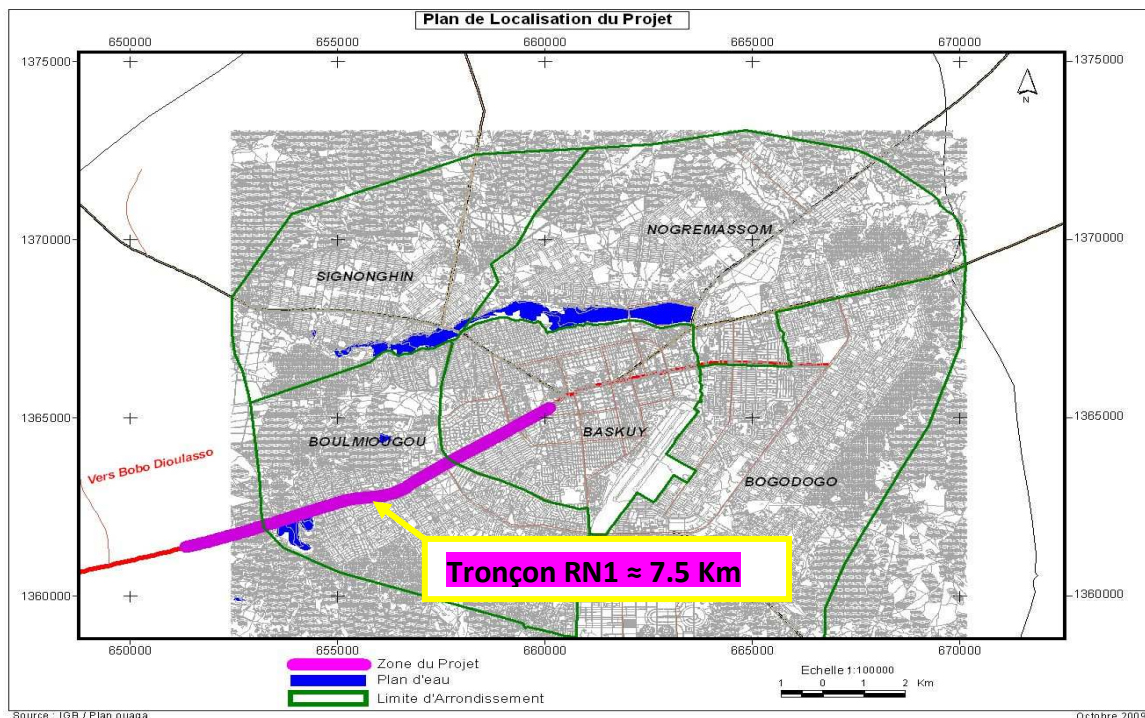 Plan de Localisation du Projet
650000 655000 660000 665000 670000
1375000 1375000
N
1370000 1370000
NOGREMASSOM
SIGNONGHIN
1365000 1365000
BASKUY
BOULMIOUGOU
Vers Bobo Dioulasso
BOGODOGO
Tronçon RN1 ≈ 7.5 Km
1360000 1360000
650000 655000 660000 665000 670000
Zone du Projet
Plan d'eau
Limite d'Arrondissement
Echelle 1:100000
1 0 1 2 Km
Source : IGB / Plan ouaga
Octobre 2009